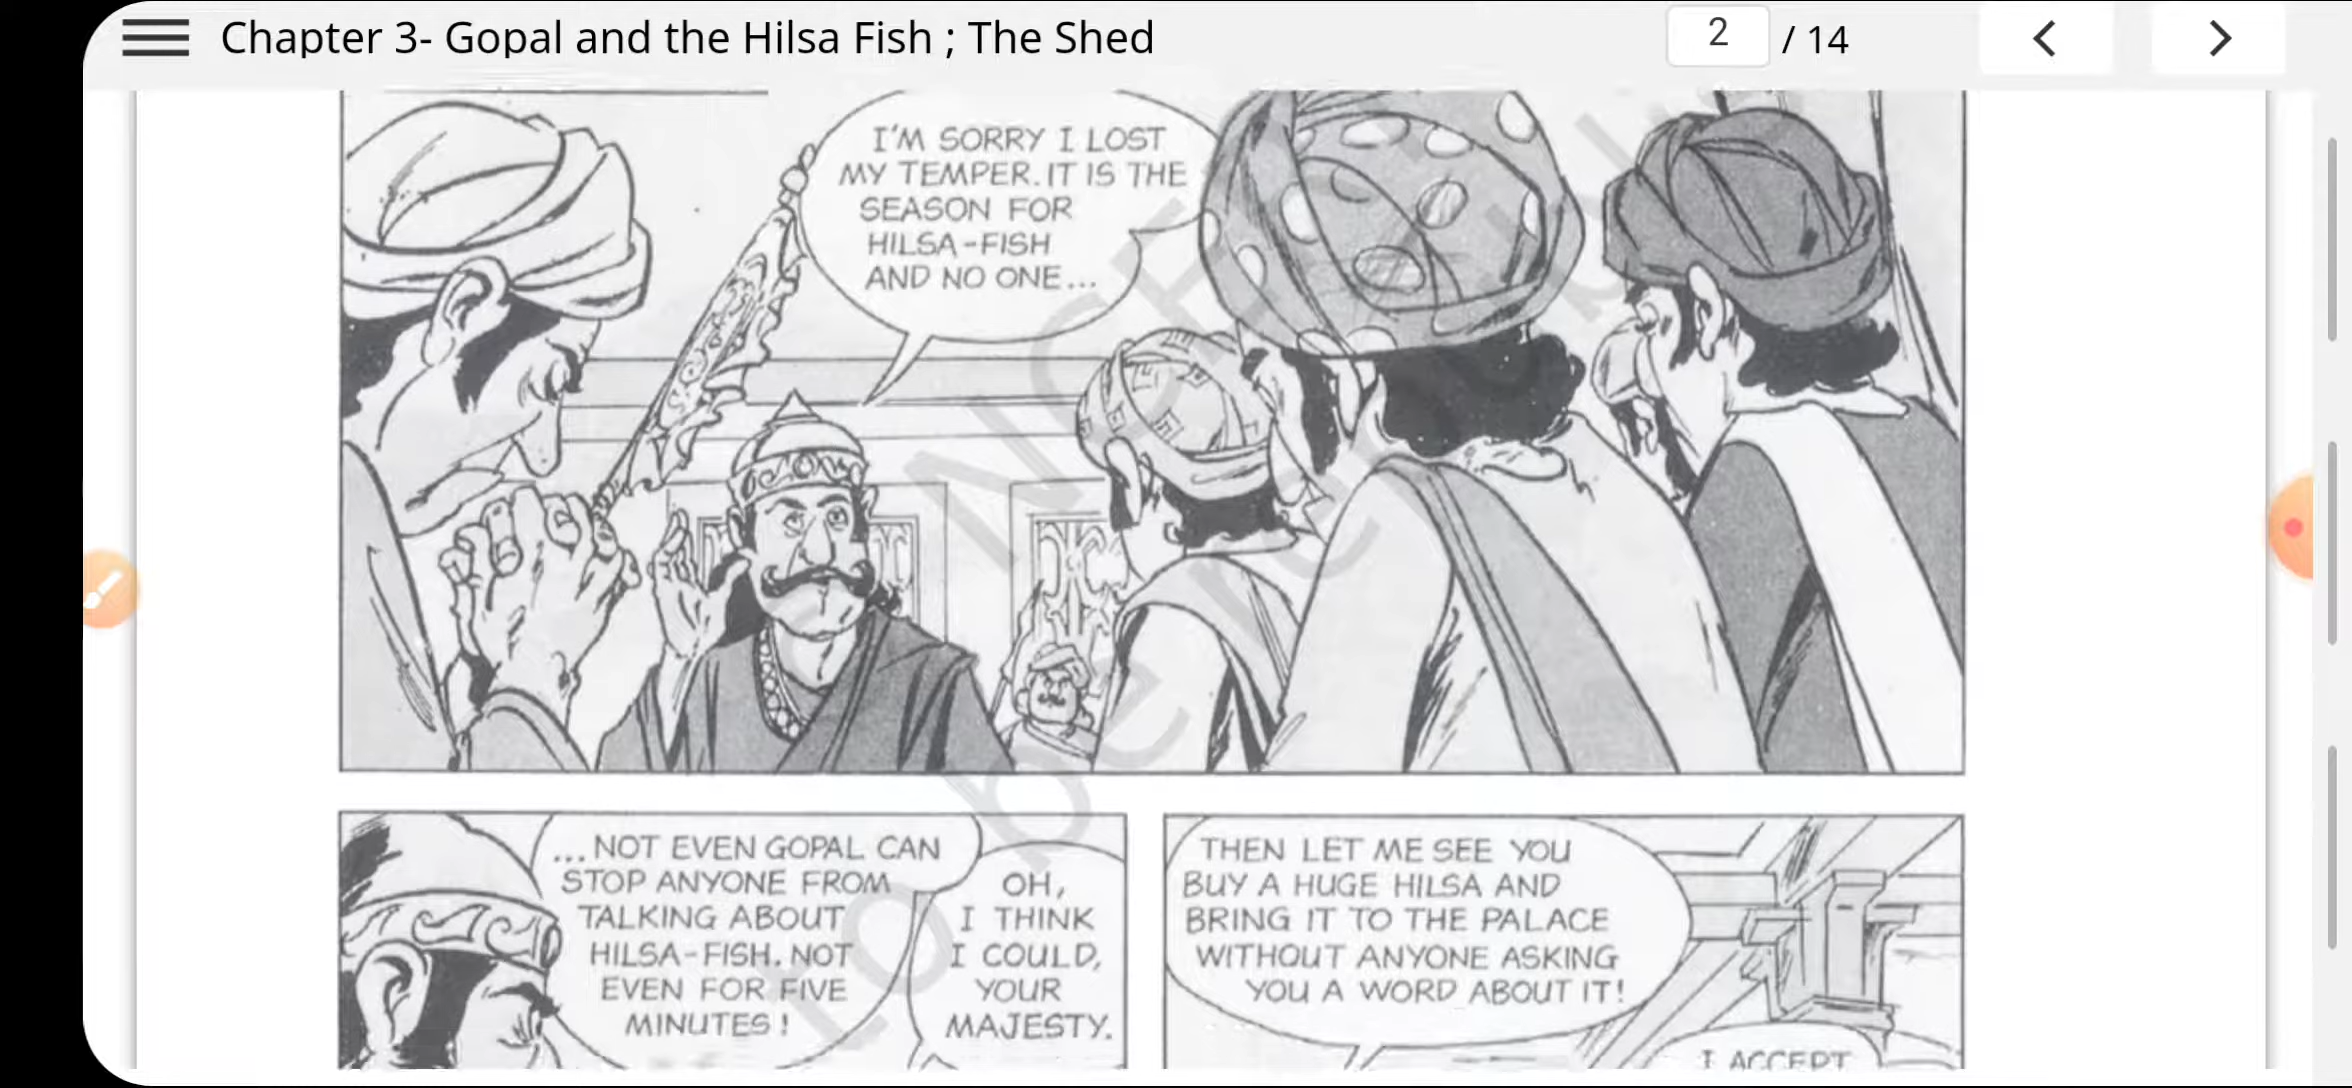 Chapter 3- Gopal and the Hilsa Fish ; The Shed
2 / 14
I'M SORRY I LOST
MY TEMPER. IT IS THE
SEASON FOR
HILSA-FISH
AND NO ONE...
...NOT EVEN GOPAL CAN
STOP ANYONE FROM
TALKING ABOUT
HILSA-FISH. NOT
EVEN FOR FIVE
MINUTES!
OH,
I THINK
I COULD,
YOUR
MAJESTY.
THEN LET ME SEE YOU
BUY A HUGE HILSA AND
BRING IT TO THE PALACE
WITHOUT ANYONE ASKING
YOU A WORD ABOUT IT!
I ACCEPT